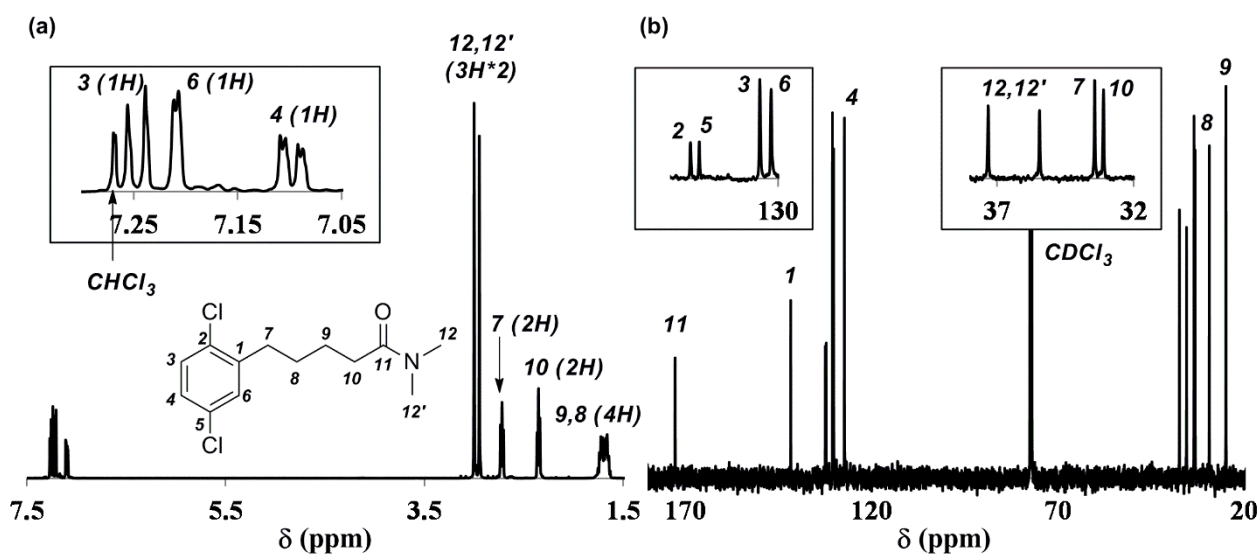 (a)
12,12'
(3H*2)
3 (1H)
6 (1H)
4 (1H)
7.25
7.15
7.05
CHCl3
7 (2H)
10 (2H)
9,8 (4H)
Cl
2
1
3
4
5
6
Cl
7
8
9
10
11
O
N
12
12'
7.5
5.5
3.5
1.5
δ (ppm)
(b)
2
5
3
6
130
4
12,12'
7
10
37
32
CDCl3
9
8
11
1
170
120
70
20
δ (ppm)